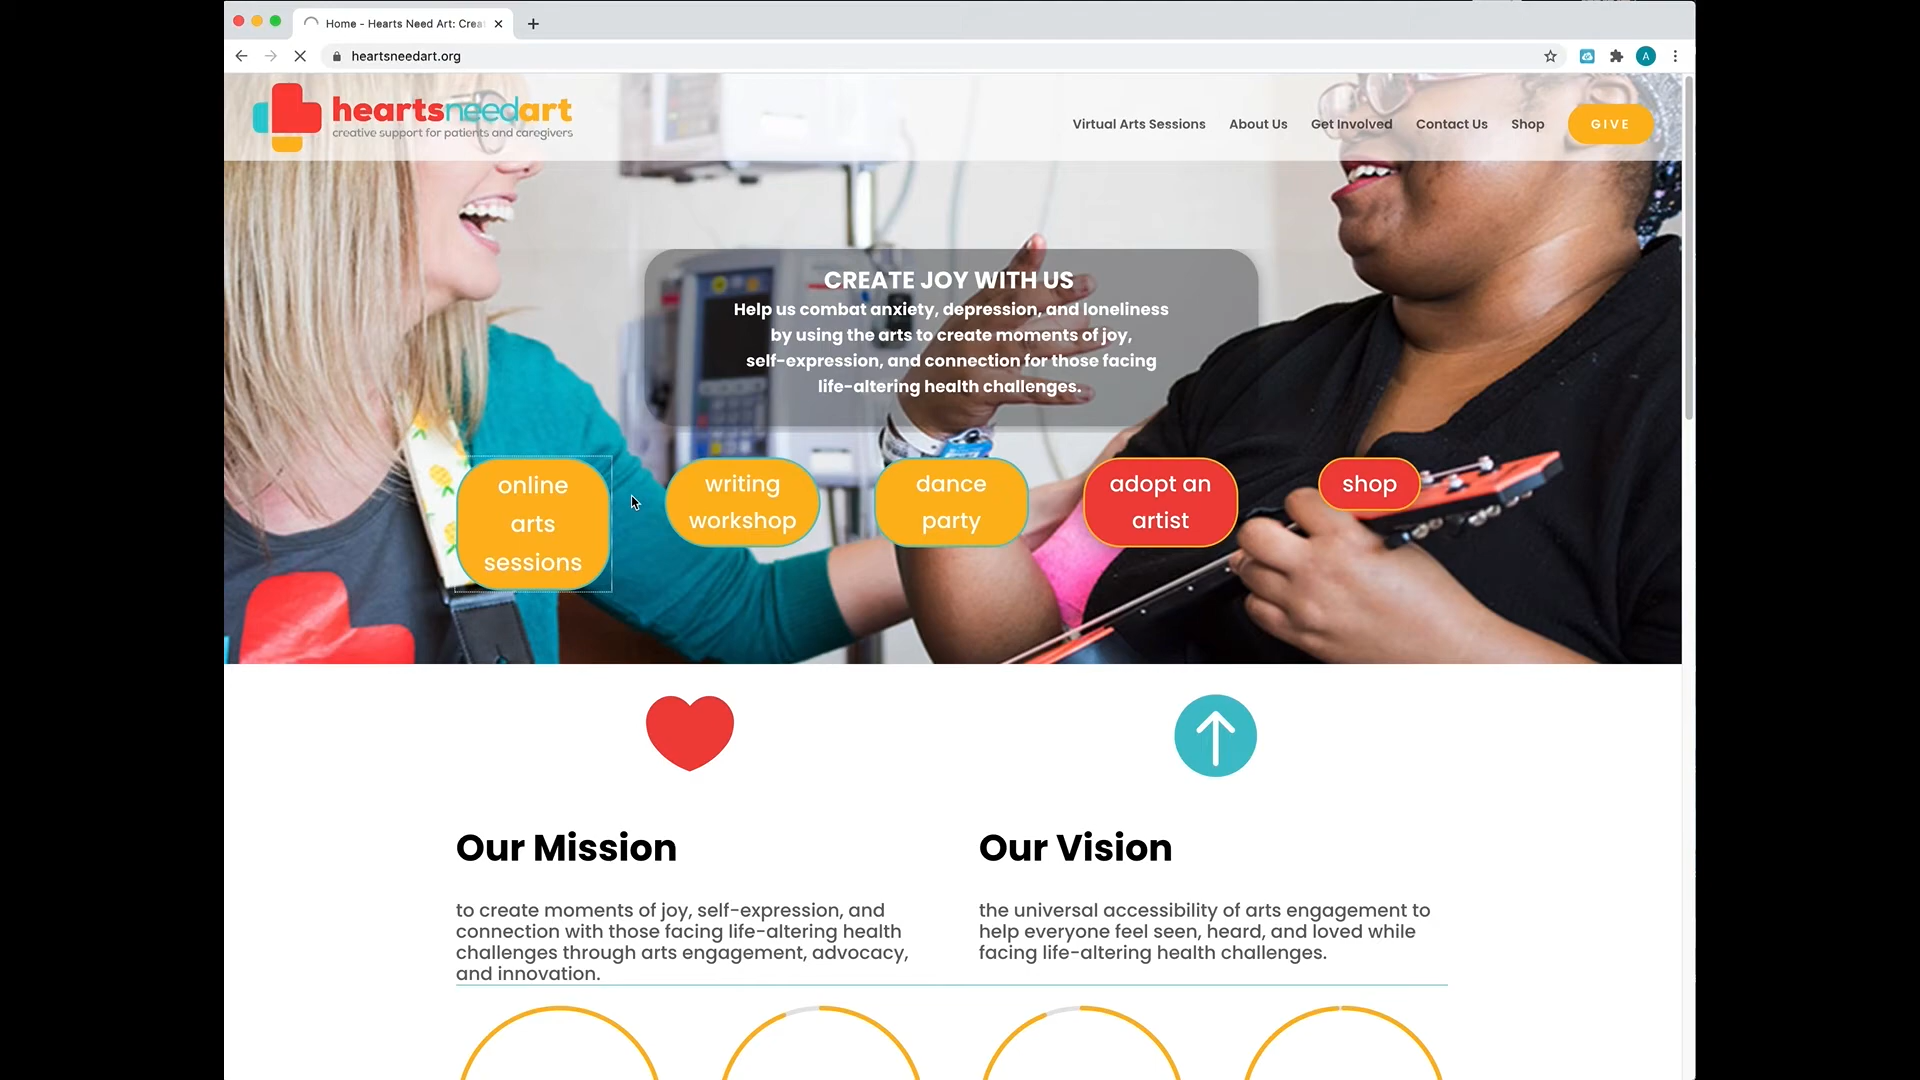 Home - Hearts Need Art: Crea
heartsneedart.org
A
heartsneedart
creative support for patients and caregivers
Virtual Arts Sessions
About Us
Get Involved
Contact Us
Shop
GIVE
CREATE JOY WITH US
Help us combat anxiety, depression, and loneliness
by using the arts to create moments of joy,
self-expression, and connection for those facing
life-altering health challenges.
online
arts
sessions
writing
workshop
dance
party
adopt an
artist
shop
Our Mission
to create moments of joy, self-expression, and
connection with those facing life-altering health
challenges through arts engagement, advocacy,
and innovation.
Our Vision
the universal accessibility of arts engagement to
help everyone feel seen, heard, and loved while
facing life-altering health challenges.